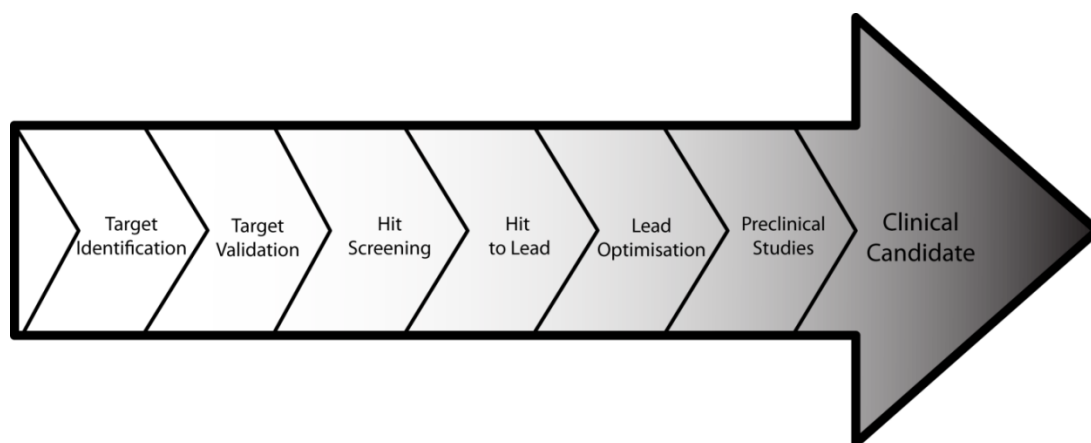 Target
Identification
Target
Validation
Hit
Screening
Hit
to Lead
Lead
Optimisation
Preclinical
Studies
Clinical
Candidate